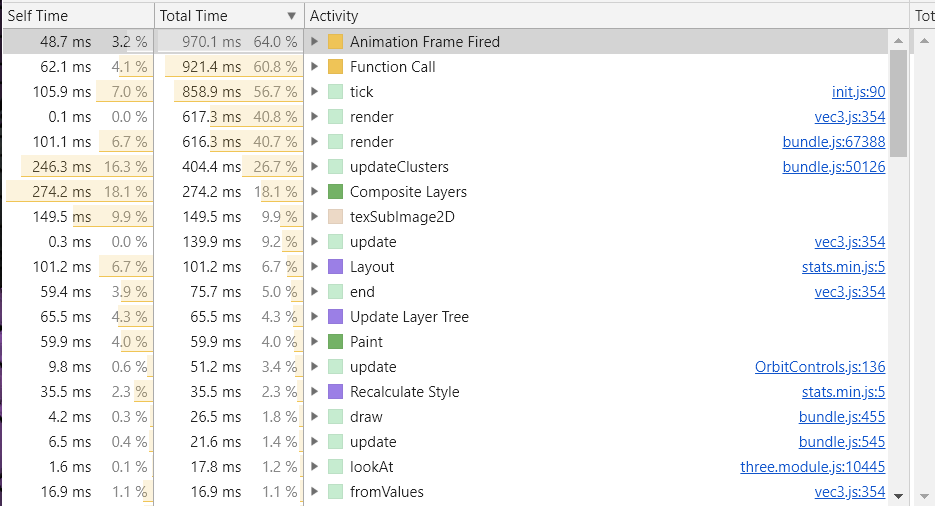 Self Time Total Time ▼ Activity Tot
48.7 ms 3.2 % 970.1 ms 64.0 % Animation Frame Fired
62.1 ms 4.1 % 921.4 ms 60.8 % Function Call
105.9 ms 7.0 % 858.9 ms 56.7 % tick init.js:90
0.1 ms 0.0 % 617.3 ms 40.8 % render vec3.js:354
101.1 ms 6.7 % 616.3 ms 40.7 % render bundle.js:67388
246.3 ms 16.3 % 404.4 ms 26.7 % updateClusters bundle.js:50126
274.2 ms 18.1 % 274.2 ms 18.1 % Composite Layers
149.5 ms 9.9 % 149.5 ms 9.9 % texSubImage2D
0.3 ms 0.0 % 139.9 ms 9.2 % update vec3.js:354
101.2 ms 6.7 % 101.2 ms 6.7 % Layout stats.min.js:5
59.4 ms 3.9 % 75.7 ms 5.0 % end vec3.js:354
65.5 ms 4.3 % 65.5 ms 4.3 % Update Layer Tree
59.9 ms 4.0 % 59.9 ms 4.0 % Paint
9.8 ms 0.6 % 51.2 ms 3.4 % update OrbitControls.js:136
35.5 ms 2.3 % 35.5 ms 2.3 % Recalculate Style stats.min.js:5
4.2 ms 0.3 % 26.5 ms 1.8 % draw bundle.js:455
6.5 ms 0.4 % 21.6 ms 1.4 % update bundle.js:545
1.6 ms 0.1 % 17.8 ms 1.2 % lookAt three.module.js:10445
16.9 ms 1.1 % 16.9 ms 1.1 % fromValues vec3.js:354